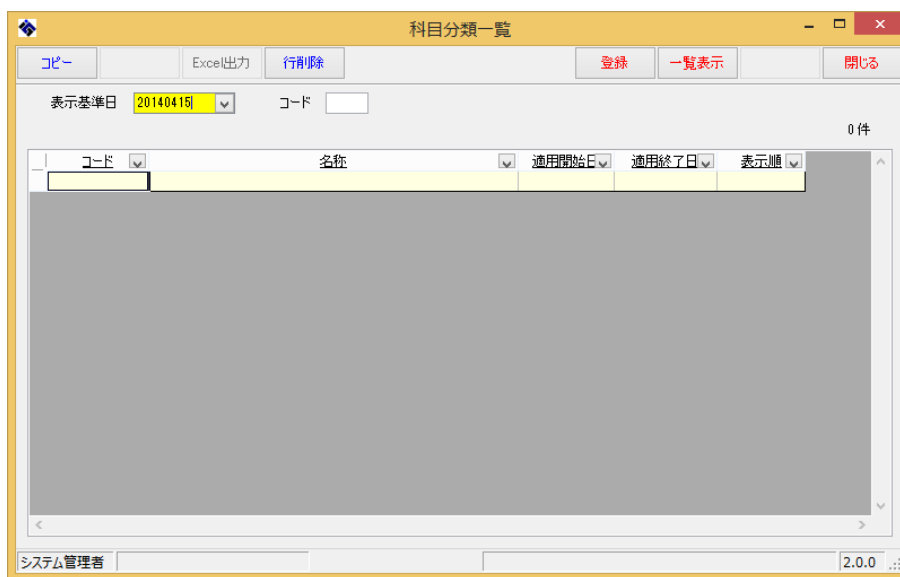 科目分類一覧
コピー Excel出力 行削除 登録 一覧表示 閉じる
表示基準日 20140415 コード
0件
コード 名称 適用開始日 適用終了日 表示順
システム管理者 2.0.0